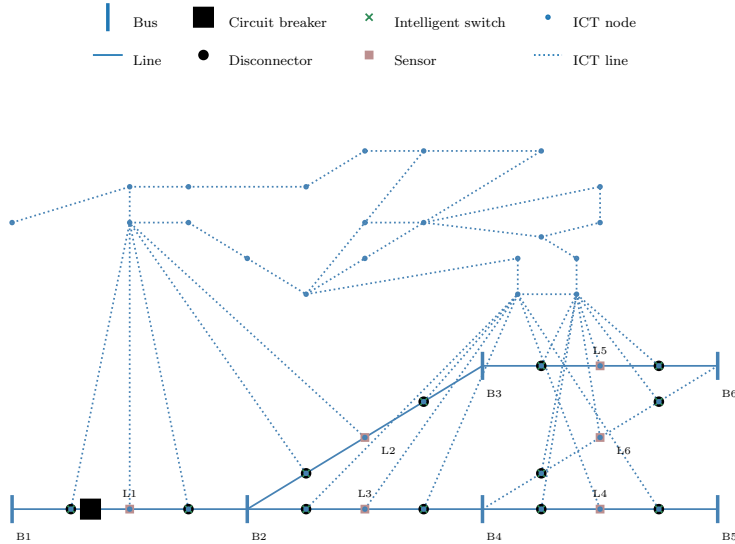 Bus Circuit breaker Intelligent switch ICT node
Line Disconnector Sensor ICT line
L5
B3 B6
L2 L6
L1 L3 L4
B1 B2 B4 B5